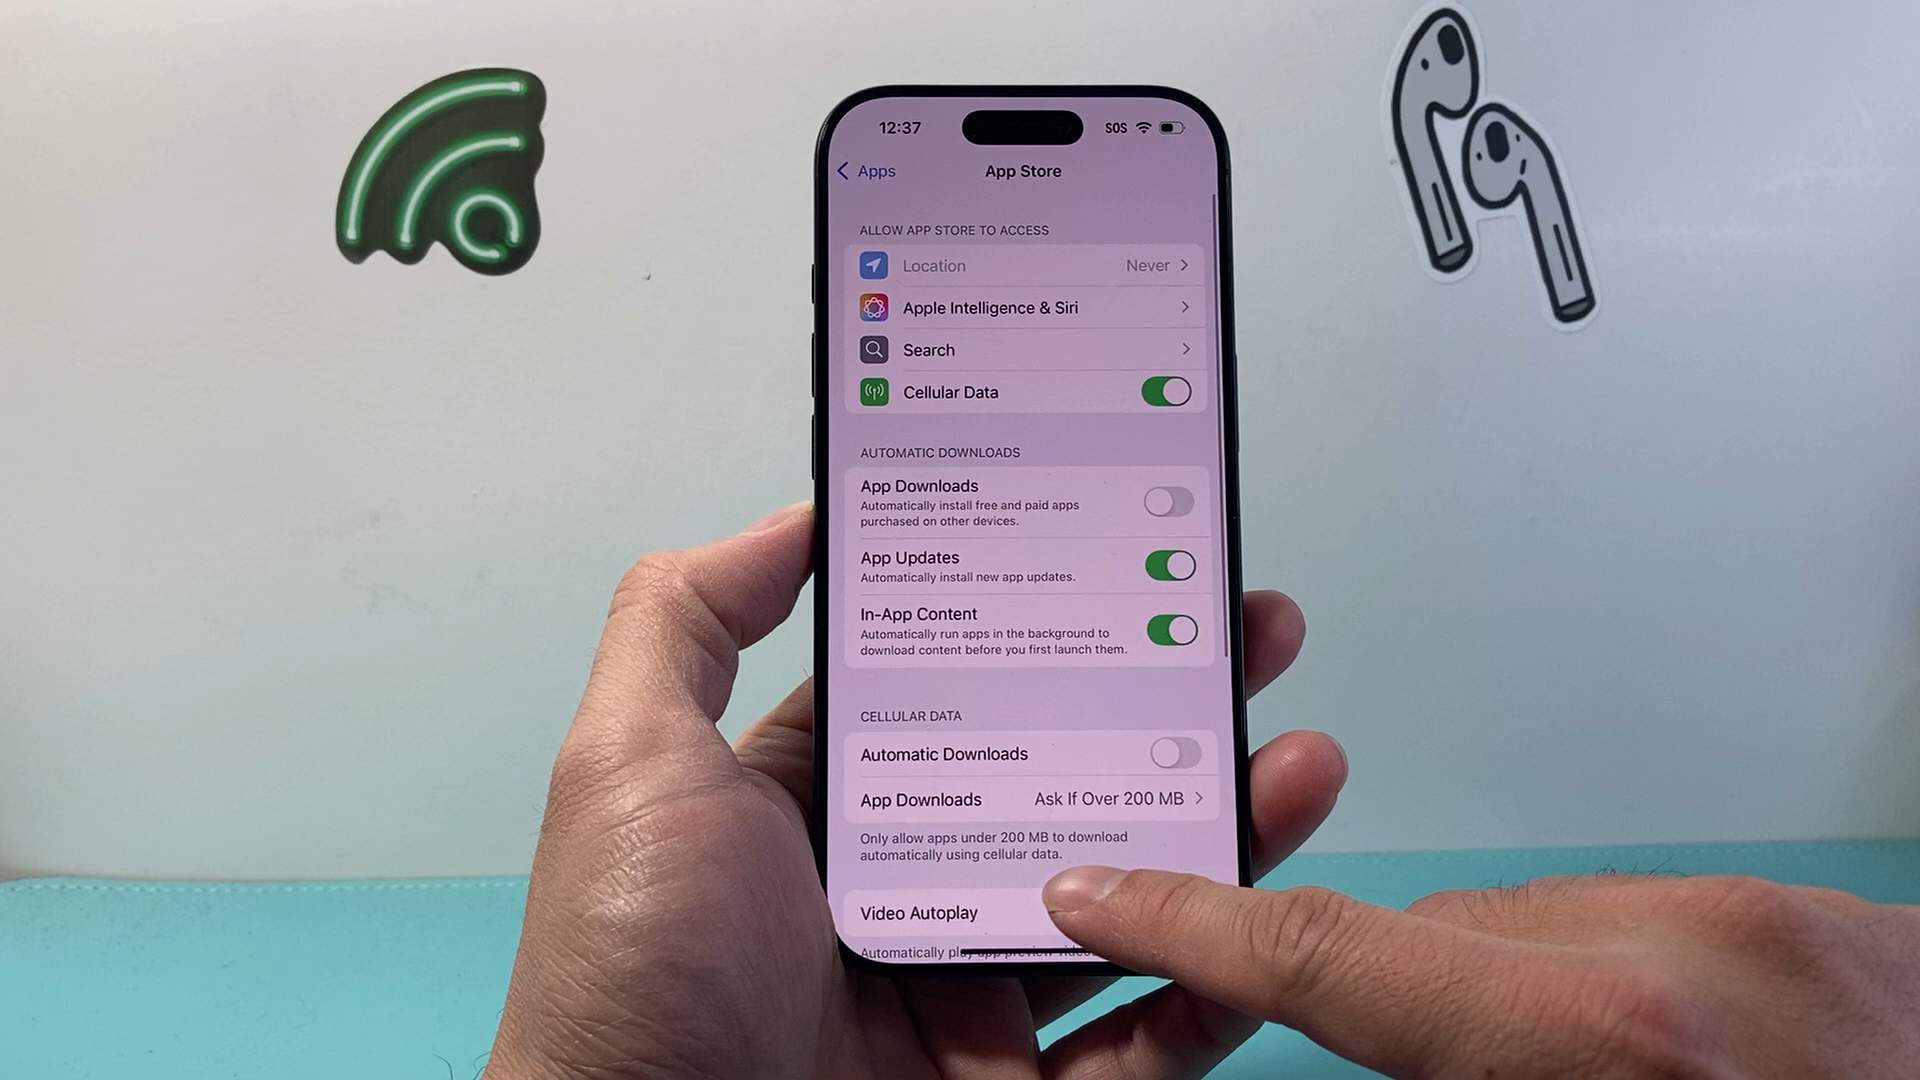 12:37 SOS
Apps App Store
ALLOW APP STORE TO ACCESS
Location Never
Apple Intelligence & Siri
Search
Cellular Data
AUTOMATIC DOWNLOADS
App Downloads
Automatically install free and paid apps
purchased on other devices.
App Updates
Automatically install new app updates.
In-App Content
Automatically run apps in the background to
download content before you first launch them.
CELLULAR DATA
Automatic Downloads
App Downloads Ask If Over 200 MB
Only allow apps under 200 MB to download
automatically using cellular data.
Video Autoplay
Automatically play app preview videos